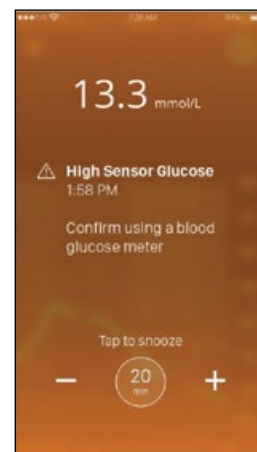 13.3 mmol/L
High Sensor Glucose
1:58 PM
Confirm using a blood
glucose meter
Tap to snooze
20
min